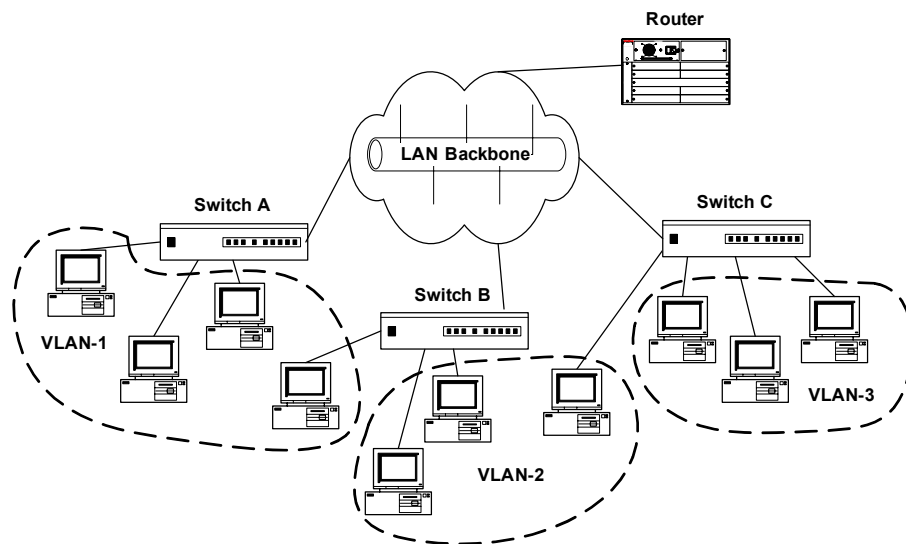 Router
LAN Backbone
Switch A
Switch C
Switch B
VLAN-1
VLAN-3
VLAN-2